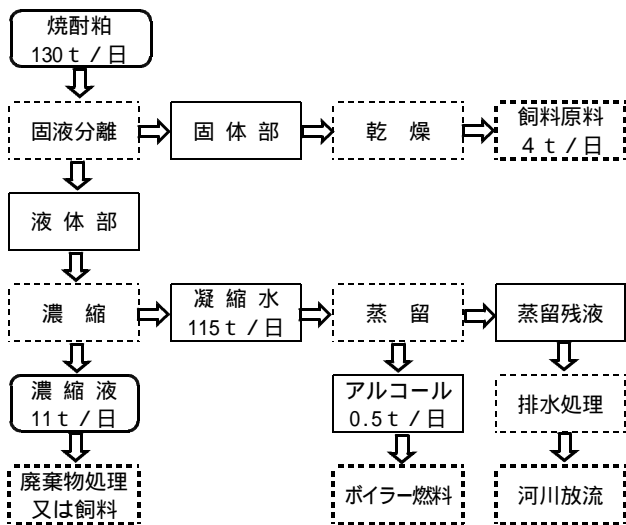 焼酎粕
130t/日
固液分離
固体部
乾燥
飼料原料
4t/日
液体部
濃縮
凝縮水
115t/日
蒸留
蒸留残液
濃縮液
11t/日
アルコール
0.5t/日
排水処理
廃棄物処理
又は飼料
ボイラー燃料
河川放流